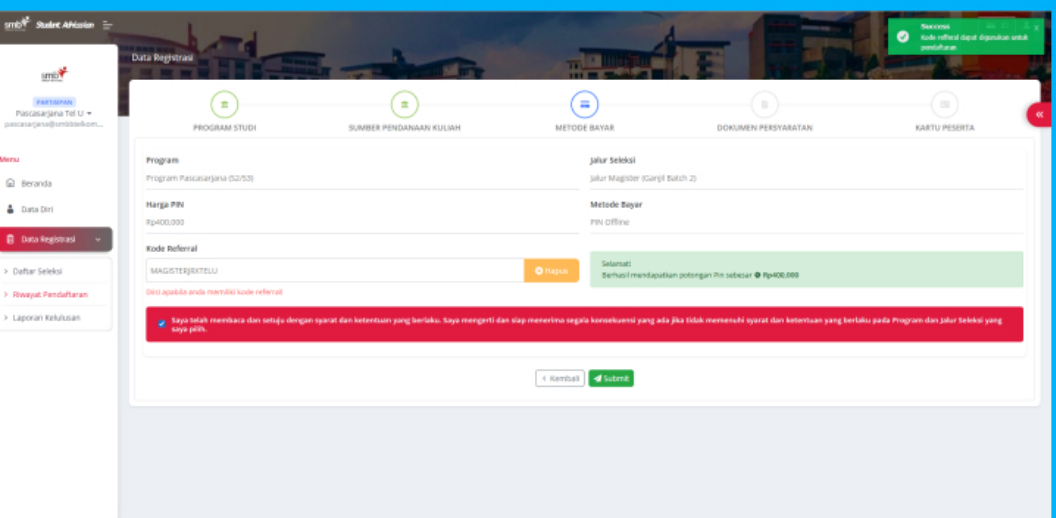 smb Student Admission
Success
Kode refferal dapat digunakan untuk
pendaftaran
Data Registrasi
smb
PARTISIPAN
Pascasarjana Tel U
Menu
Beranda
Data Diri
Data Registrasi
> Daftar Seleksi
> Riwayat Pendaftaran
> Laporan Kelulusan
PROGRAM STUDI
SUMBER PENDANAAN KULIAH
METODE BAYAR
DOKUMEN PERSYARATAN
KARTU PESERTA
Program
Program Pascasarjana (S2/S3)
Jalur Seleksi
Jalur Magister (Ganjil Batch 2)
Harga PIN
Rp400,000
Metode Bayar
PIN Offline
Kode Referral
MAGISTERJRXTELU
Hapus
Diisi apabila anda memiliki kode referral
Selamat!
Berhasil mendapatkan potongan Pin sebesar Rp400,000
Saya telah membaca dan setuju dengan syarat dan ketentuan yang berlaku. Saya mengerti dan siap menerima segala konsekuensi yang ada jika tidak memenuhi syarat dan ketentuan yang berlaku pada Program dan Jalur Seleksi yang
saya pilih.
< Kembali
Submit